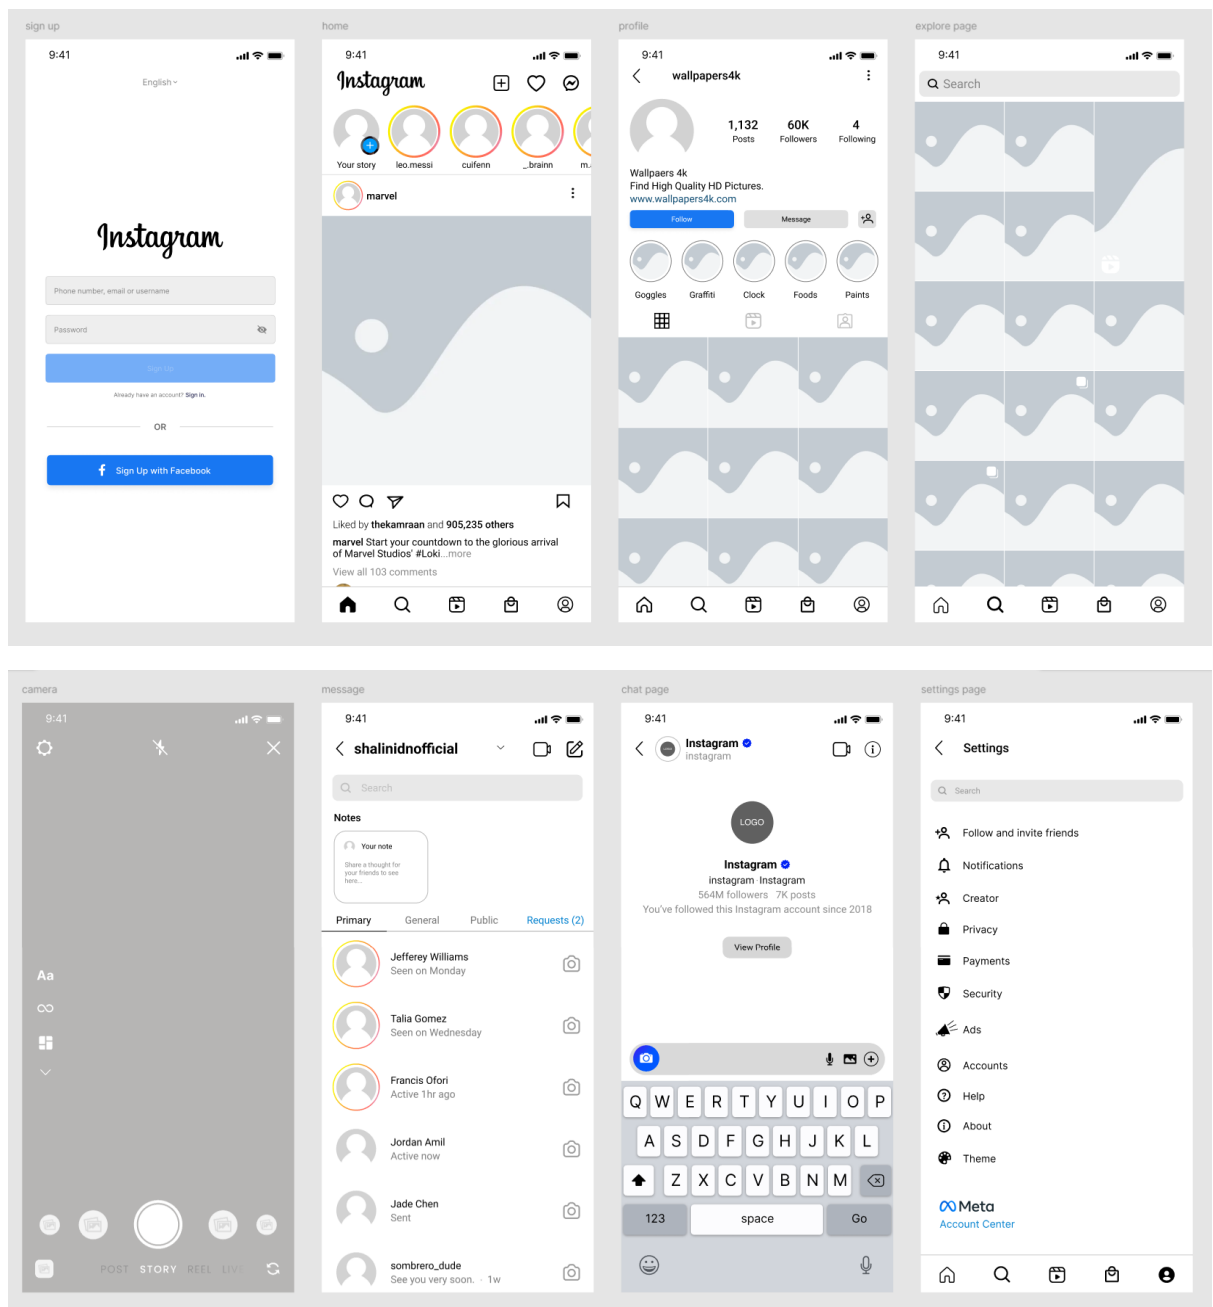 sign up
9:41
English
Instagram
Phone number, email or username
Password
Sign Up
Already have an account? Sign in.
OR
Sign Up with Facebook
home
9:41
Instagram
Your story
leo.messi
cuifenn
_.brainn
m.
marvel
Liked by thekamraan and 905,235 others
marvel Start your countdown to the glorious arrival
of Marvel Studios' #Loki...more
View all 103 comments
profile
9:41
wallpapers4k
1,132 60K 4
Posts Followers Following
Wallpaers 4k
Find High Quality HD Pictures.
www.wallpapers4k.com
Follow Message
Goggles Graffiti Clock Foods Paints
explore page
9:41
Search
camera
9:41
Aa
POST STORY REEL LIVE
message
9:41
shalinidnofficial
Search
Notes
Your note
Share a thought for
your friends to see
here...
Primary General Public Requests (2)
Jefferey Williams
Seen on Monday
Talia Gomez
Seen on Wednesday
Francis Ofori
Active 1hr ago
Jordan Amil
Active now
Jade Chen
Sent
sombrero_dude
See you very soon. · 1w
chat page
9:41
Instagram
instagram
LOGO
Instagram
instagram·Instagram
564M followers 7K posts
You've followed this Instagram account since 2018
View Profile
Q W E R T Y U I O P
A S D F G H J K L
Z X C V B N M
123 space Go
settings page
9:41
Settings
Search
Follow and invite friends
Notifications
Creator
Privacy
Payments
Security
Ads
Accounts
Help
About
Theme
Meta
Account Center